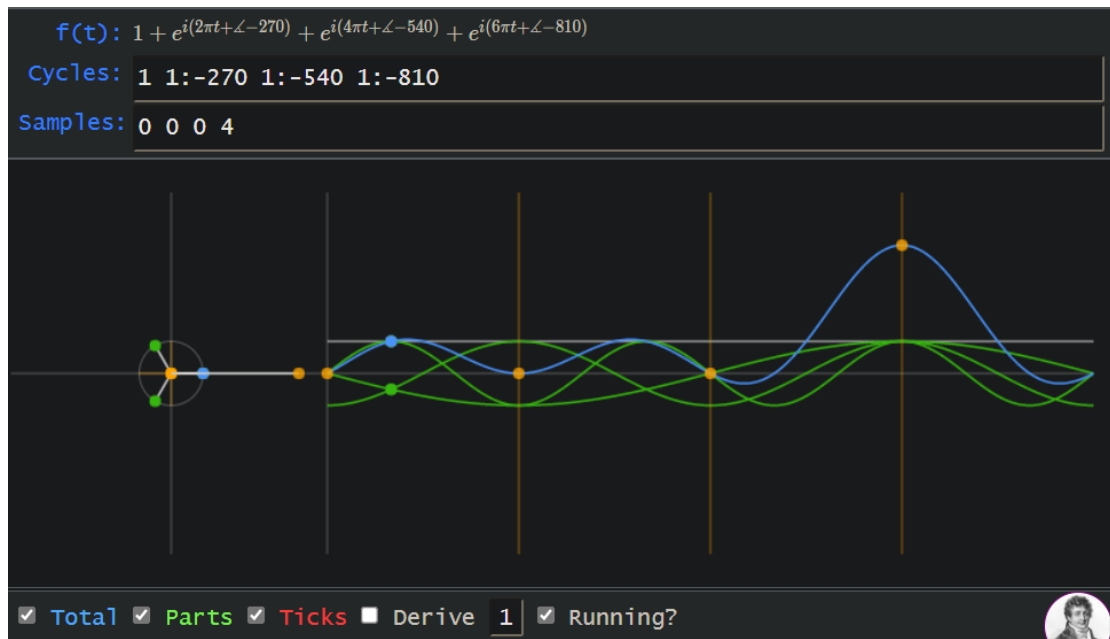 f(t): 1 + e^{i(2πt+∠−270)} + e^{i(4πt+∠−540)} + e^{i(6πt+∠−810)}
Cycles: 1 1:-270 1:-540 1:-810
Samples: 0 0 0 4
Total Parts Ticks Derive 1 Running?